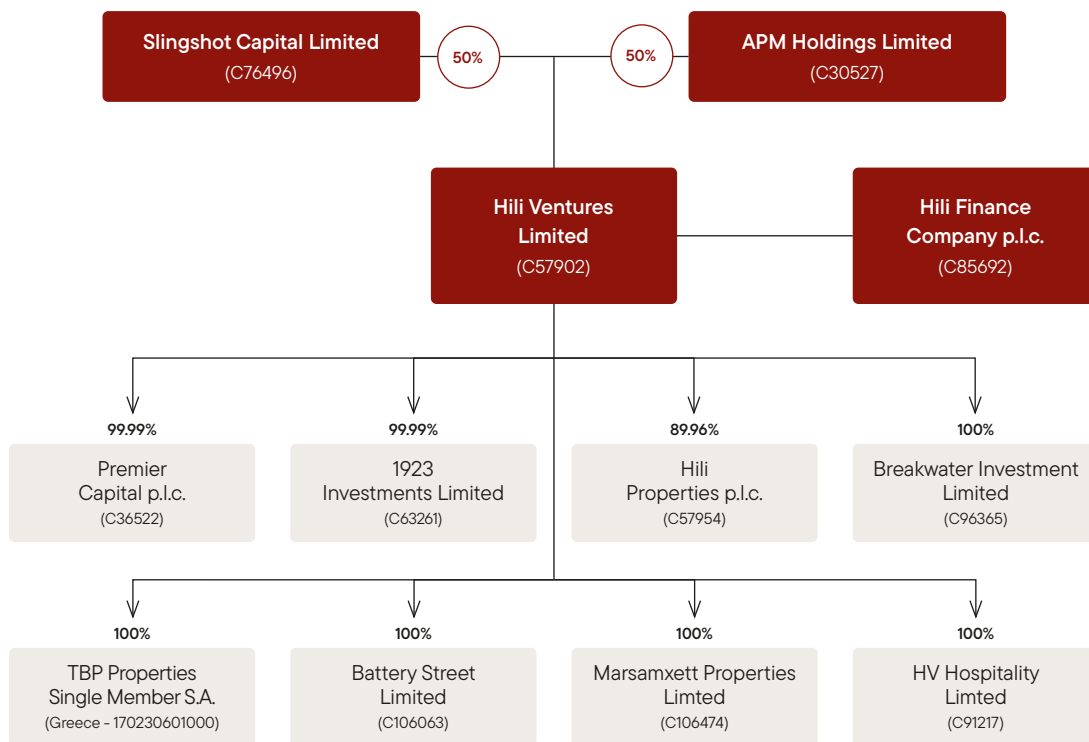 Slingshot Capital Limited
(C76496)
50%
50%
APM Holdings Limited
(C30527)
Hili Ventures
Limited
(C57902)
Hili Finance
Company p.l.c.
(C85692)
99.99%
Premier
Capital p.l.c.
(C36522)
99.99%
1923
Investments Limited
(C63261)
89.96%
Hili
Properties p.l.c.
(C57954)
100%
Breakwater Investment
Limited
(C96365)
100%
TBP Properties
Single Member S.A.
(Greece - 170230601000)
100%
Battery Street
Limited
(C106063)
100%
Marsamxett Properties
Limted
(C106474)
100%
HV Hospitality
Limted
(C91217)